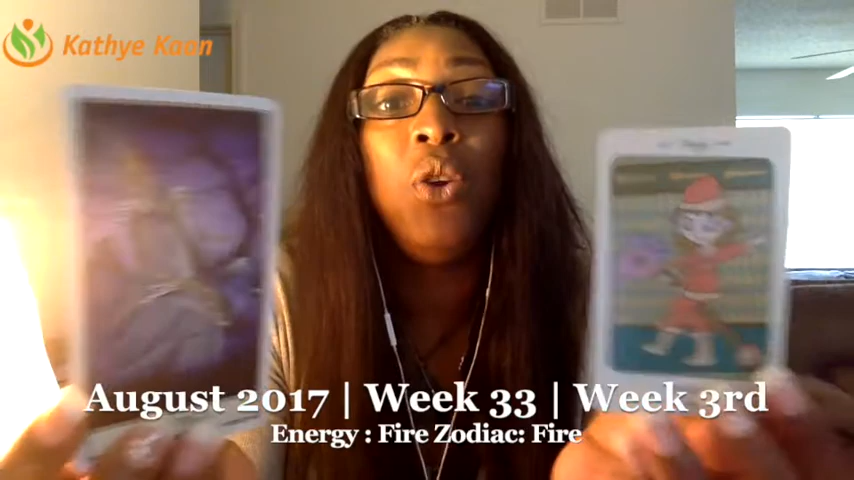 Kathye Kaan
August 2017 | Week 33 | Week 3rd
Energy : Fire Zodiac: Fire